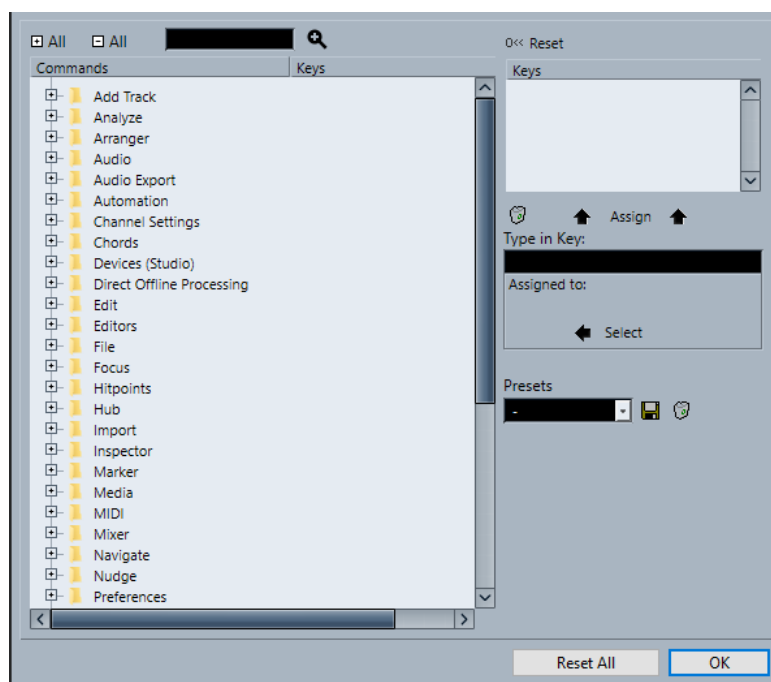 All All
Commands Keys
Add Track
Analyze
Arranger
Audio
Audio Export
Automation
Channel Settings
Chords
Devices (Studio)
Direct Offline Processing
Edit
Editors
File
Focus
Hitpoints
Hub
Import
Inspector
Marker
Media
MIDI
Mixer
Navigate
Nudge
Preferences
0<< Reset
Keys
Assign
Type in Key:
Assigned to:
Select
Presets
-
Reset All OK